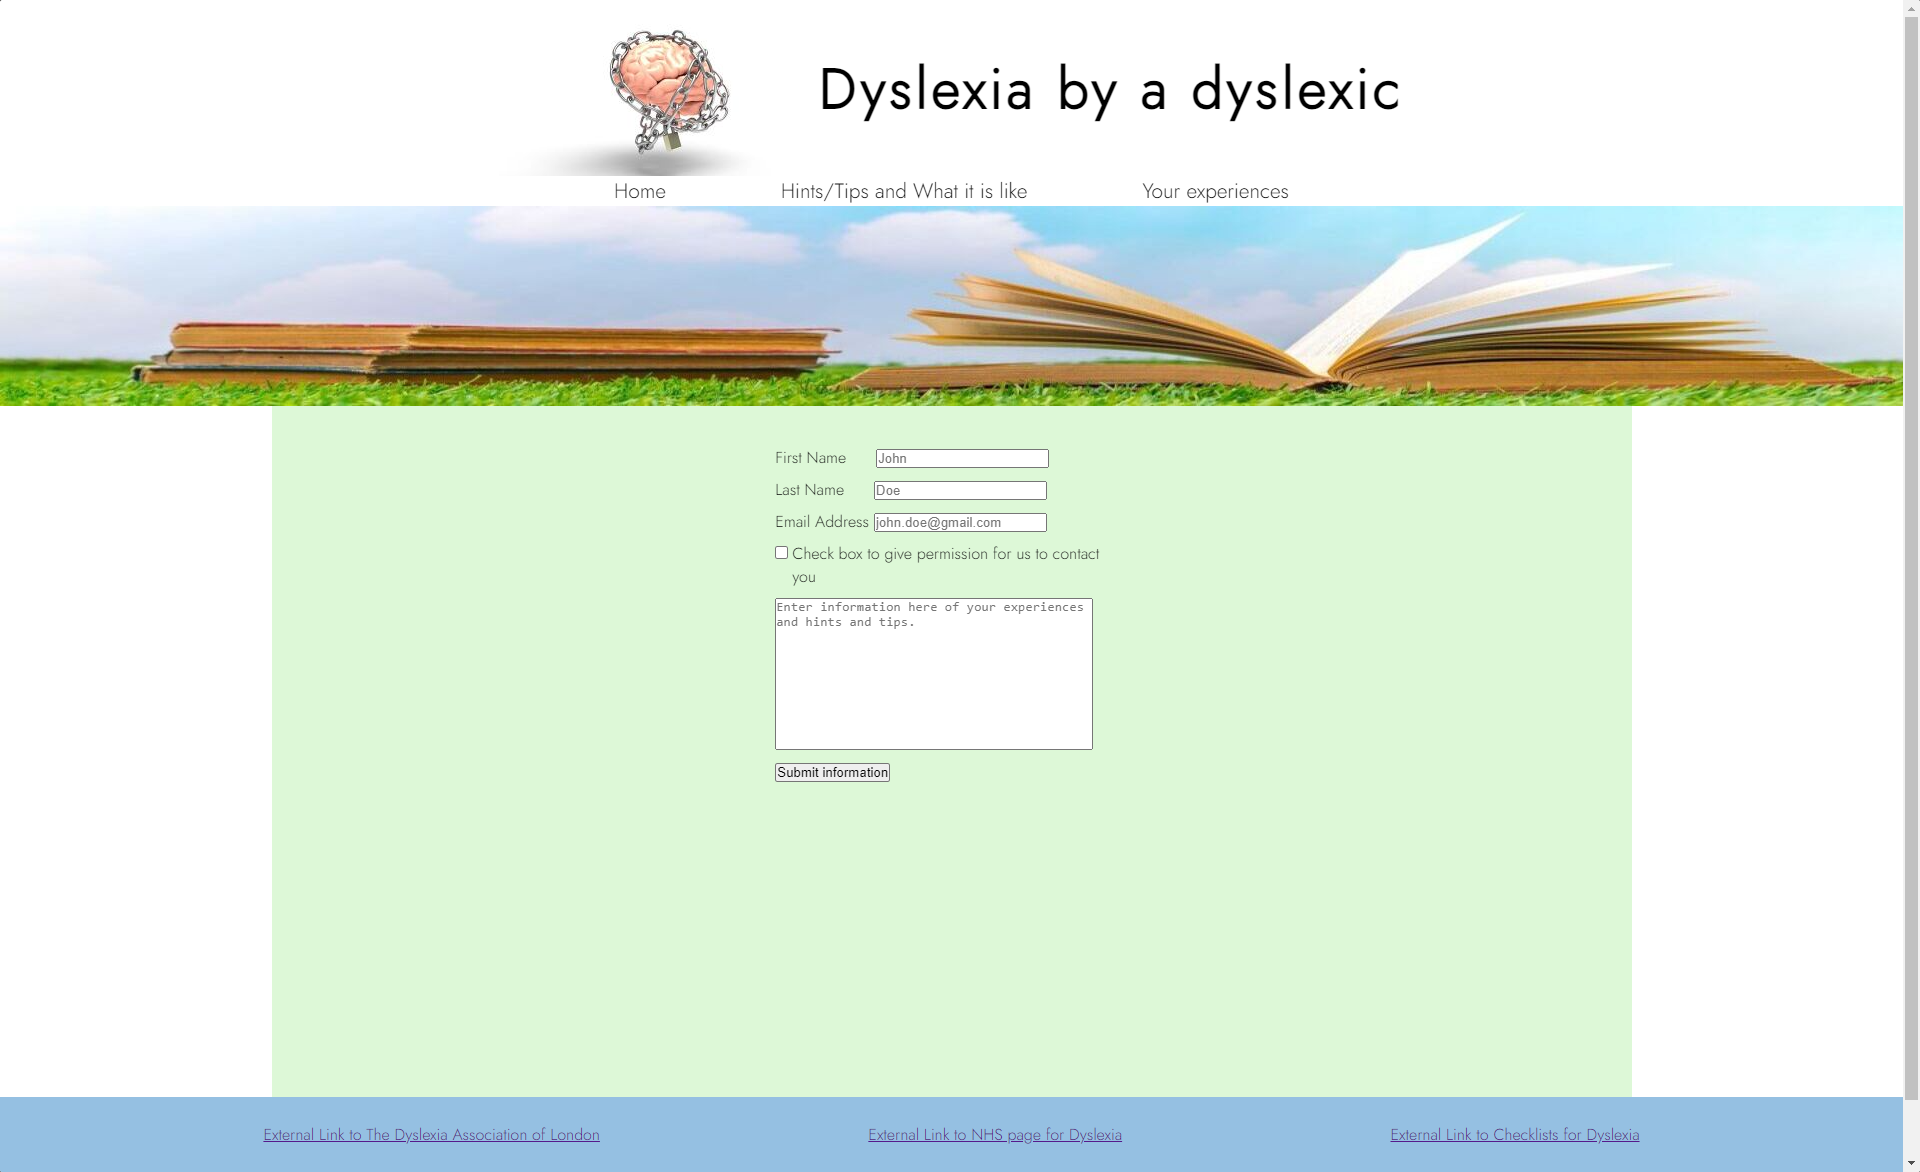 Dyslexia by a dyslexic
Home Hints/Tips and What it is like Your experiences
First Name John
Last Name Doe
Email Address john.doe@gmail.com
Check box to give permission for us to contact
you
Enter information here of your experiences
and hints and tips.
Submit information
External Link to The Dyslexia Association of London External Link to NHS page for Dyslexia External Link to Checklists for Dyslexia